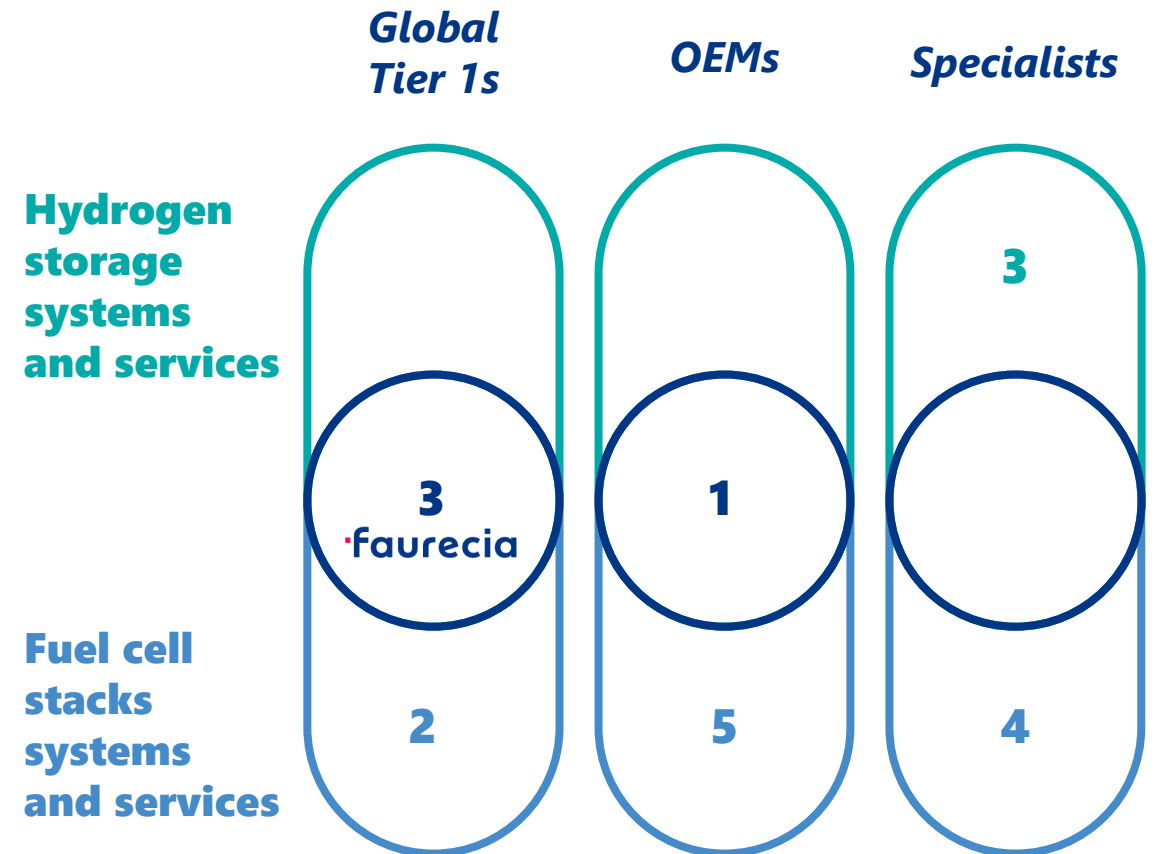 Global
Tier 1s
OEMs
Specialists
Hydrogen
storage
systems
and services
3
3
faurecia
1
Fuel cell
stacks
systems
and services
2
5
4